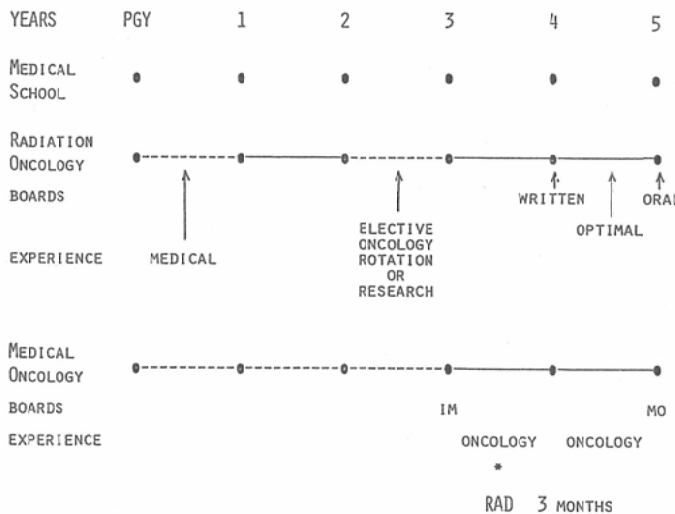 YEARS PGY 1 2 3 4 5
MEDICAL
SCHOOL
RADIATION
ONCOLOGY
BOARDS WRITTEN ORAL
OPTIMAL
ELECTIVE
ONCOLOGY
EXPERIENCE MEDICAL ROTATION
OR
RESEARCH
MEDICAL
ONCOLOGY
BOARDS IM MO
EXPERIENCE ONCOLOGY ONCOLOGY
*
RAD 3 MONTHS